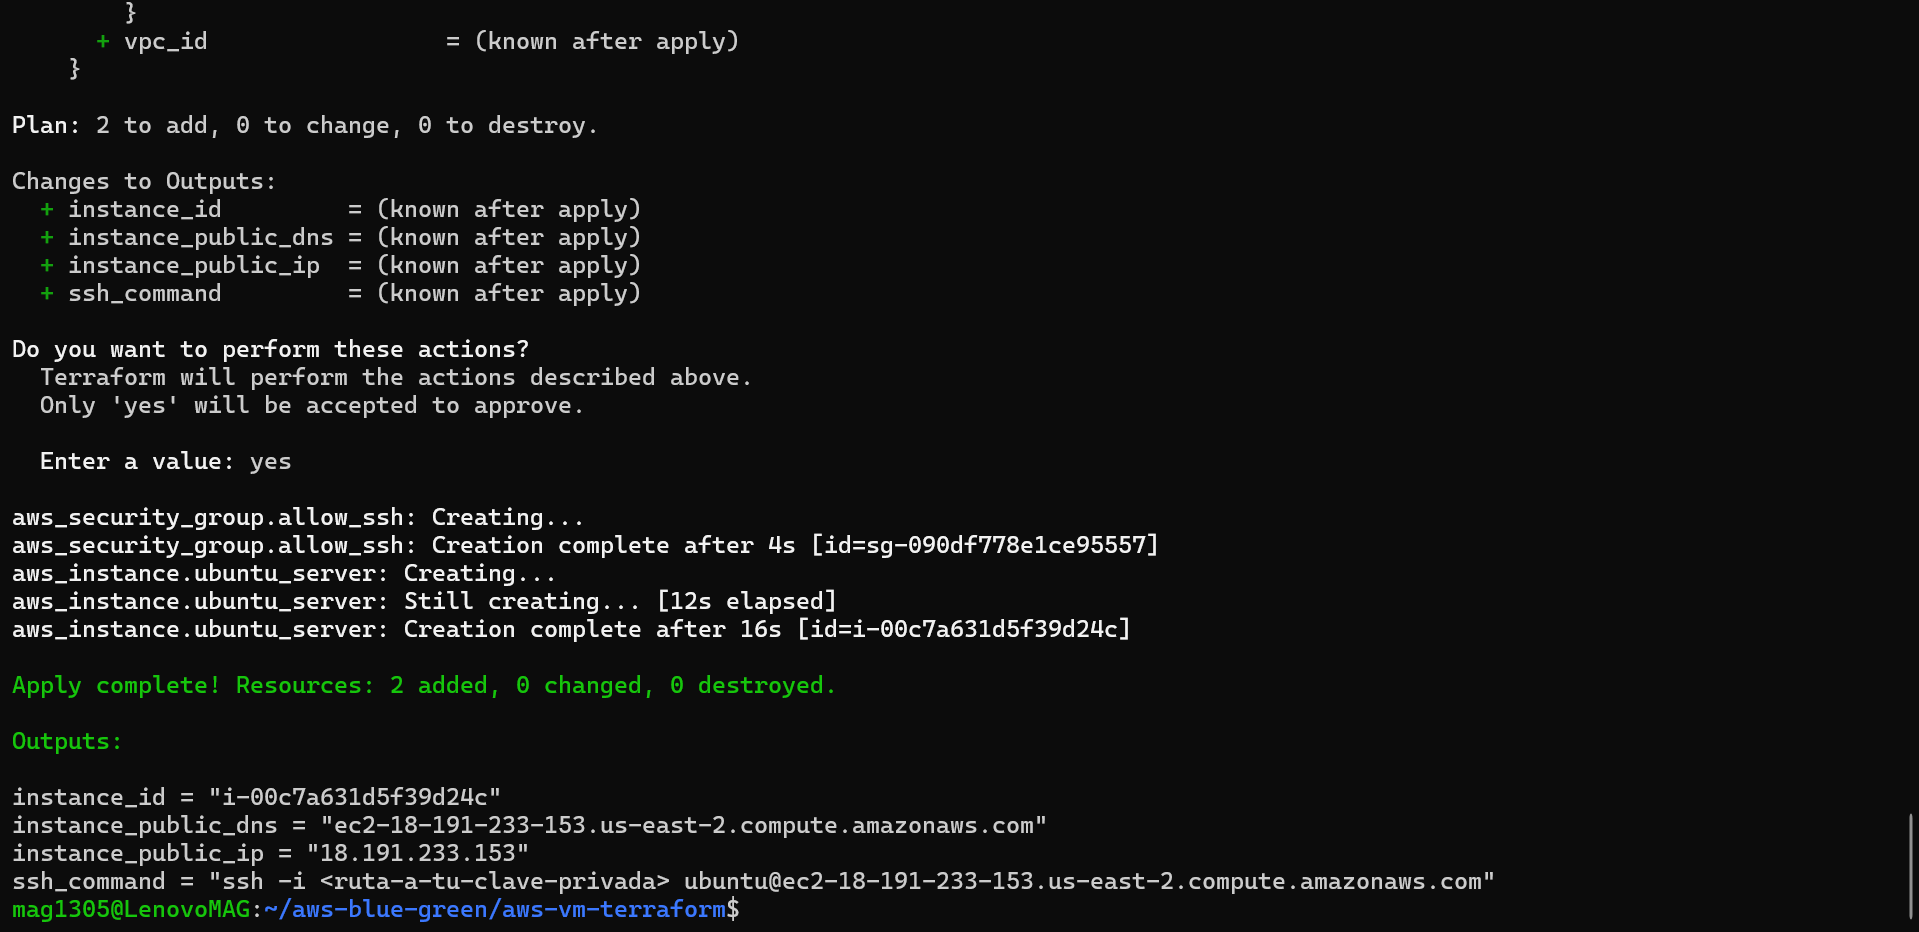 }
      + vpc_id                 = (known after apply)
    }

Plan: 2 to add, 0 to change, 0 to destroy.

Changes to Outputs:
  + instance_id         = (known after apply)
  + instance_public_dns = (known after apply)
  + instance_public_ip  = (known after apply)
  + ssh_command         = (known after apply)

Do you want to perform these actions?
  Terraform will perform the actions described above.
  Only 'yes' will be accepted to approve.

  Enter a value: yes

aws_security_group.allow_ssh: Creating...
aws_security_group.allow_ssh: Creation complete after 4s [id=sg-090df778e1ce95557]
aws_instance.ubuntu_server: Creating...
aws_instance.ubuntu_server: Still creating... [12s elapsed]
aws_instance.ubuntu_server: Creation complete after 16s [id=i-00c7a631d5f39d24c]

Apply complete! Resources: 2 added, 0 changed, 0 destroyed.

Outputs:

instance_id = "i-00c7a631d5f39d24c"
instance_public_dns = "ec2-18-191-233-153.us-east-2.compute.amazonaws.com"
instance_public_ip = "18.191.233.153"
ssh_command = "ssh -i <ruta-a-tu-clave-privada> ubuntu@ec2-18-191-233-153.us-east-2.compute.amazonaws.com"
mag1305@LenovoMAG:~/aws-blue-green/aws-vm-terraform$